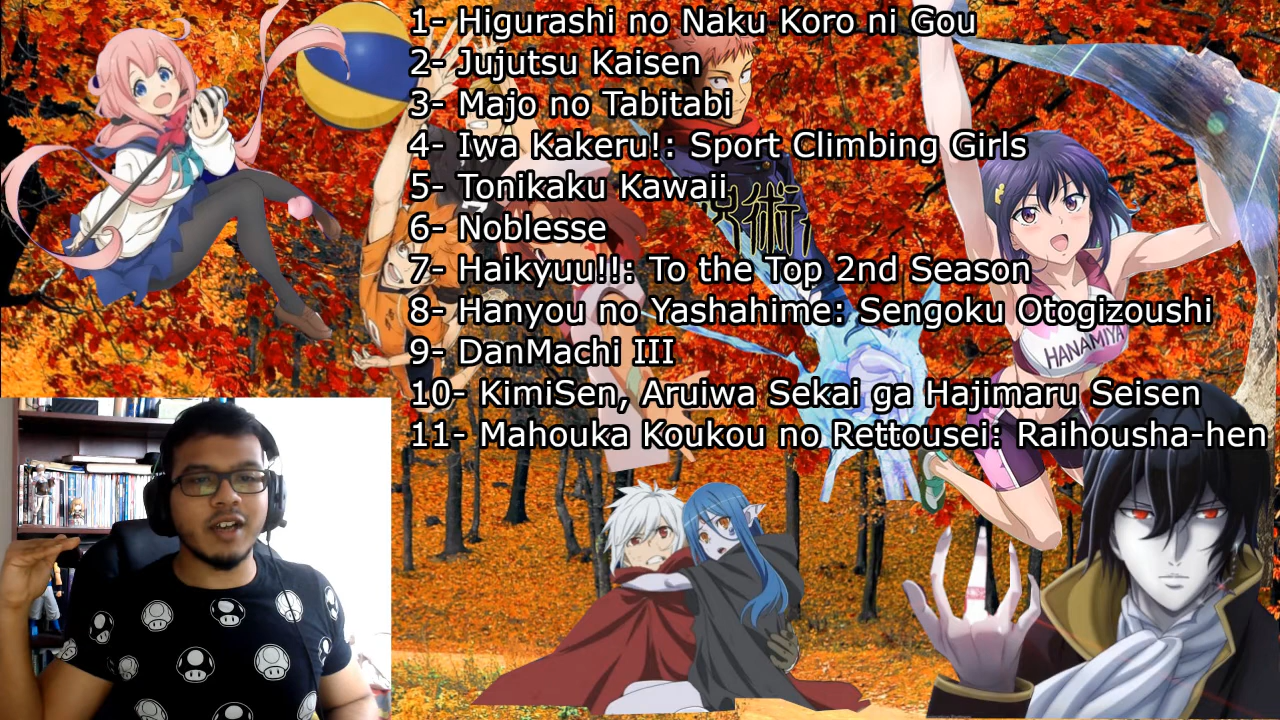 1- Higurashi no Naku Koro ni Gou
2- Jujutsu Kaisen
3- Majo no Tabitabi
4- Iwa Kakeru!: Sport Climbing Girls
5- Tonikaku Kawaii
呪術
6- Noblesse
7- Haikyuu!!: To the Top 2nd Season
8- Hanyou no Yashahime: Sengoku Otogizoushi
HANAMIYA
9- DanMachi III
10- KimiSen, Aruiwa Sekai ga Hajimaru Seisen
11- Mahouka Koukou no Rettousei: Raihousha-hen